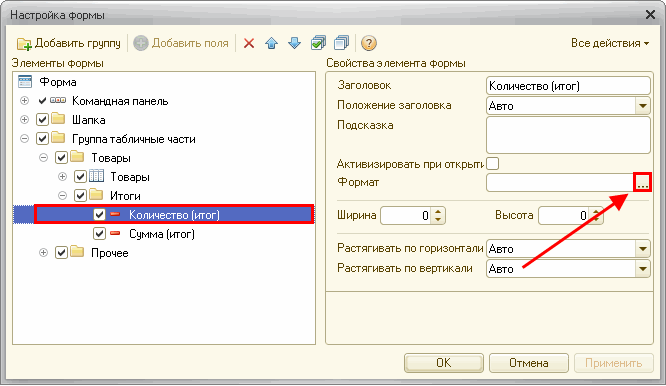 Настройка формы
Добавить группу Добавить поля Все действия
Элементы формы
Форма
Командная панель
Шапка
Группа табличные части
Товары
Товары
Итоги
Количество (итог)
Сумма (итог)
Прочее
Свойства элемента формы
Заголовок Количество (итог)
Положение заголовка Авто
Подсказка
Активизировать при открыти
Формат ...
Ширина 0 Высота 0
Растягивать по горизонтали Авто
Растягивать по вертикали Авто
OK Отмена Применить